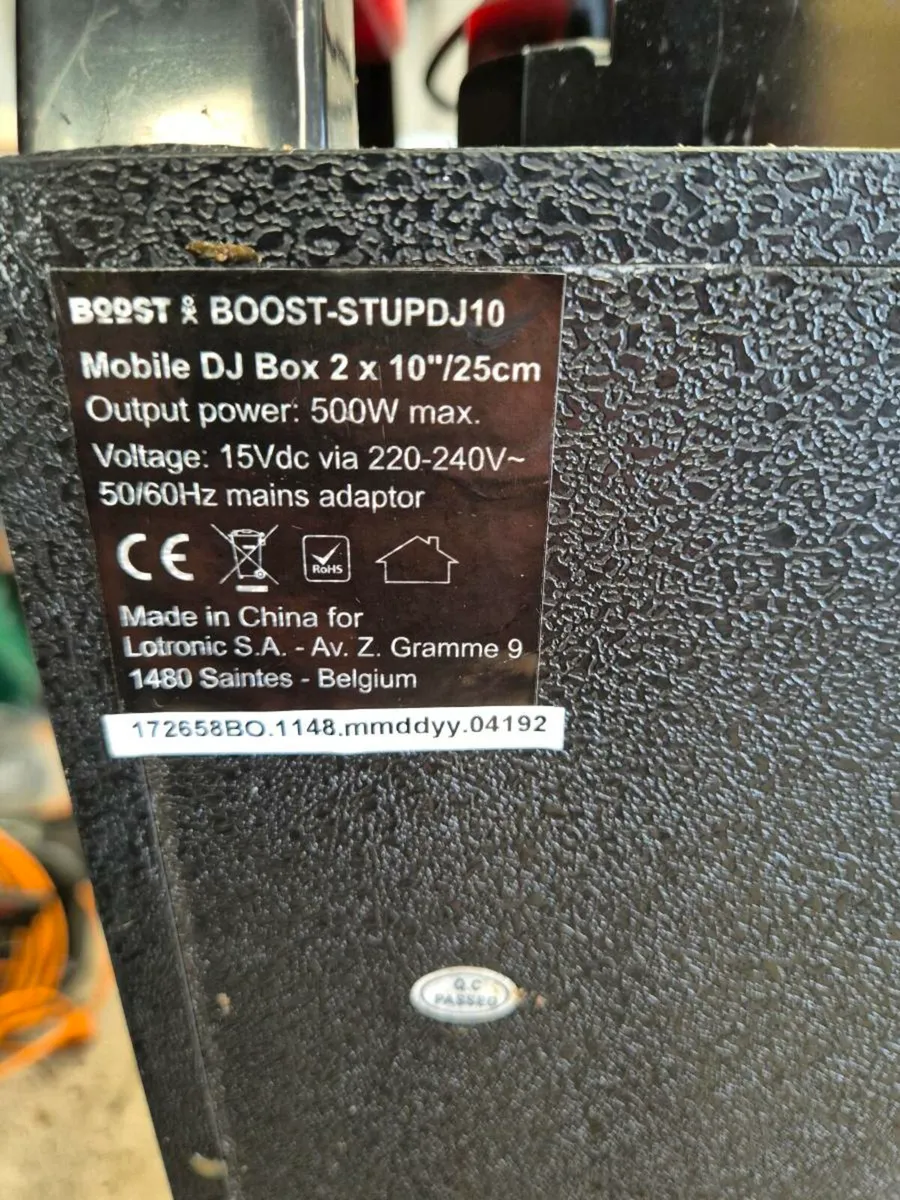 BOOST BOOST-STUPDJ10
Mobile DJ Box 2 x 10"/25cm
Output power: 500W max.
Voltage: 15Vdc via 220-240V~
50/60Hz mains adaptor
CE
RoHS
Made in China for
Lotronic S.A. - Av. Z. Gramme 9
1480 Saintes - Belgium
172658BO.1148.mmddyy.04192
Q.C
PASSED